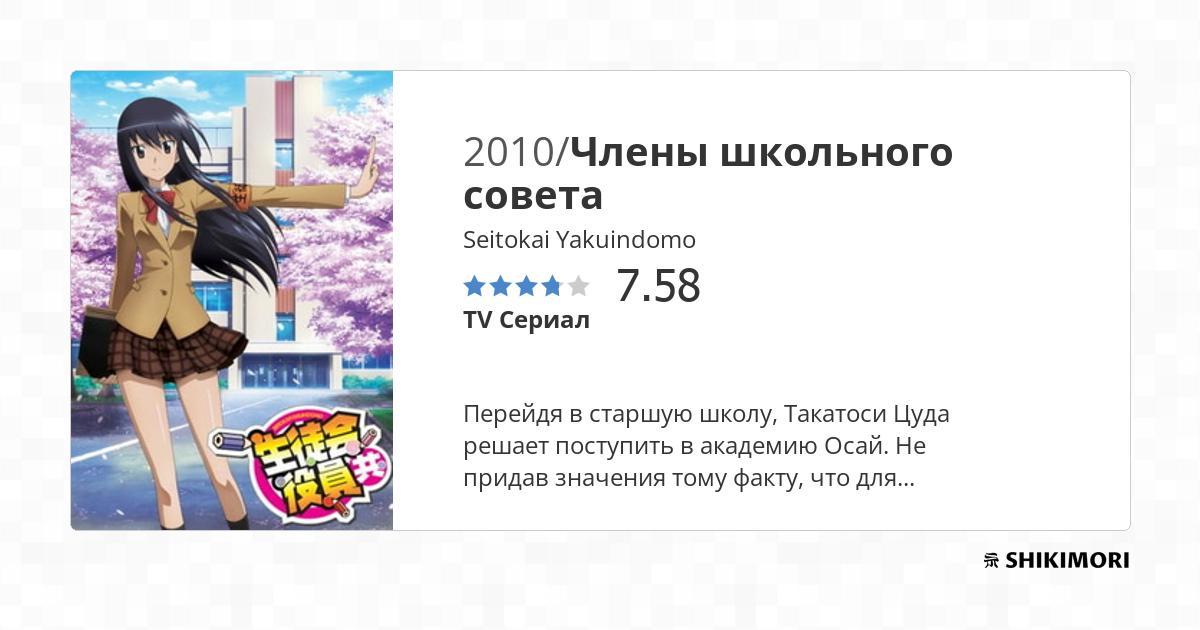 2010/Члены школьного
совета
Seitokai Yakuindomo
7.58
TV Сериал
Перейдя в старшую школу, Такатоси Цуда
решает поступить в академию Осай. Не
придав значения тому факту, что для...
生徒会
役員共
SHIKIMORI